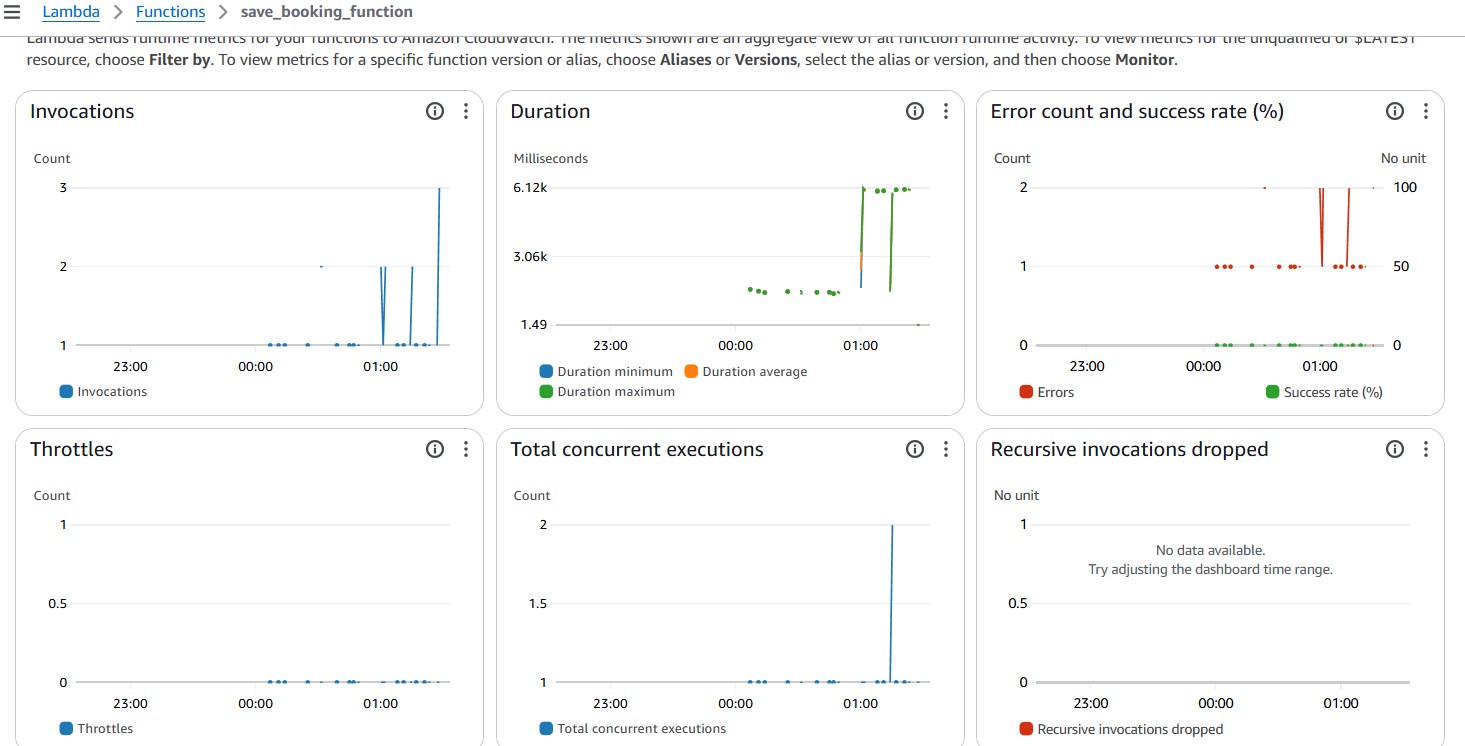 Lambda > Functions > save_booking_function
Lambda sends runtime metrics for your functions to Amazon CloudWatch. The metrics shown are an aggregate view of all function runtime activity. To view metrics for the unqualified or $LATEST
resource, choose Filter by. To view metrics for a specific function version or alias, choose Aliases or Versions, select the alias or version, and then choose Monitor.
Invocations
Count
3
2
1
23:00 00:00 01:00
Invocations
Duration
Milliseconds
6.12k
3.06k
1.49
23:00 00:00 01:00
Duration minimum Duration average
Duration maximum
Error count and success rate (%)
Count No unit
2 100
1 50
0 0
23:00 00:00 01:00
Errors Success rate (%)
Throttles
Count
1
0.5
0
23:00 00:00 01:00
Throttles
Total concurrent executions
Count
2
1.5
1
23:00 00:00 01:00
Total concurrent executions
Recursive invocations dropped
No unit
1
No data available.
Try adjusting the dashboard time range.
0.5
0
23:00 00:00 01:00
Recursive invocations dropped